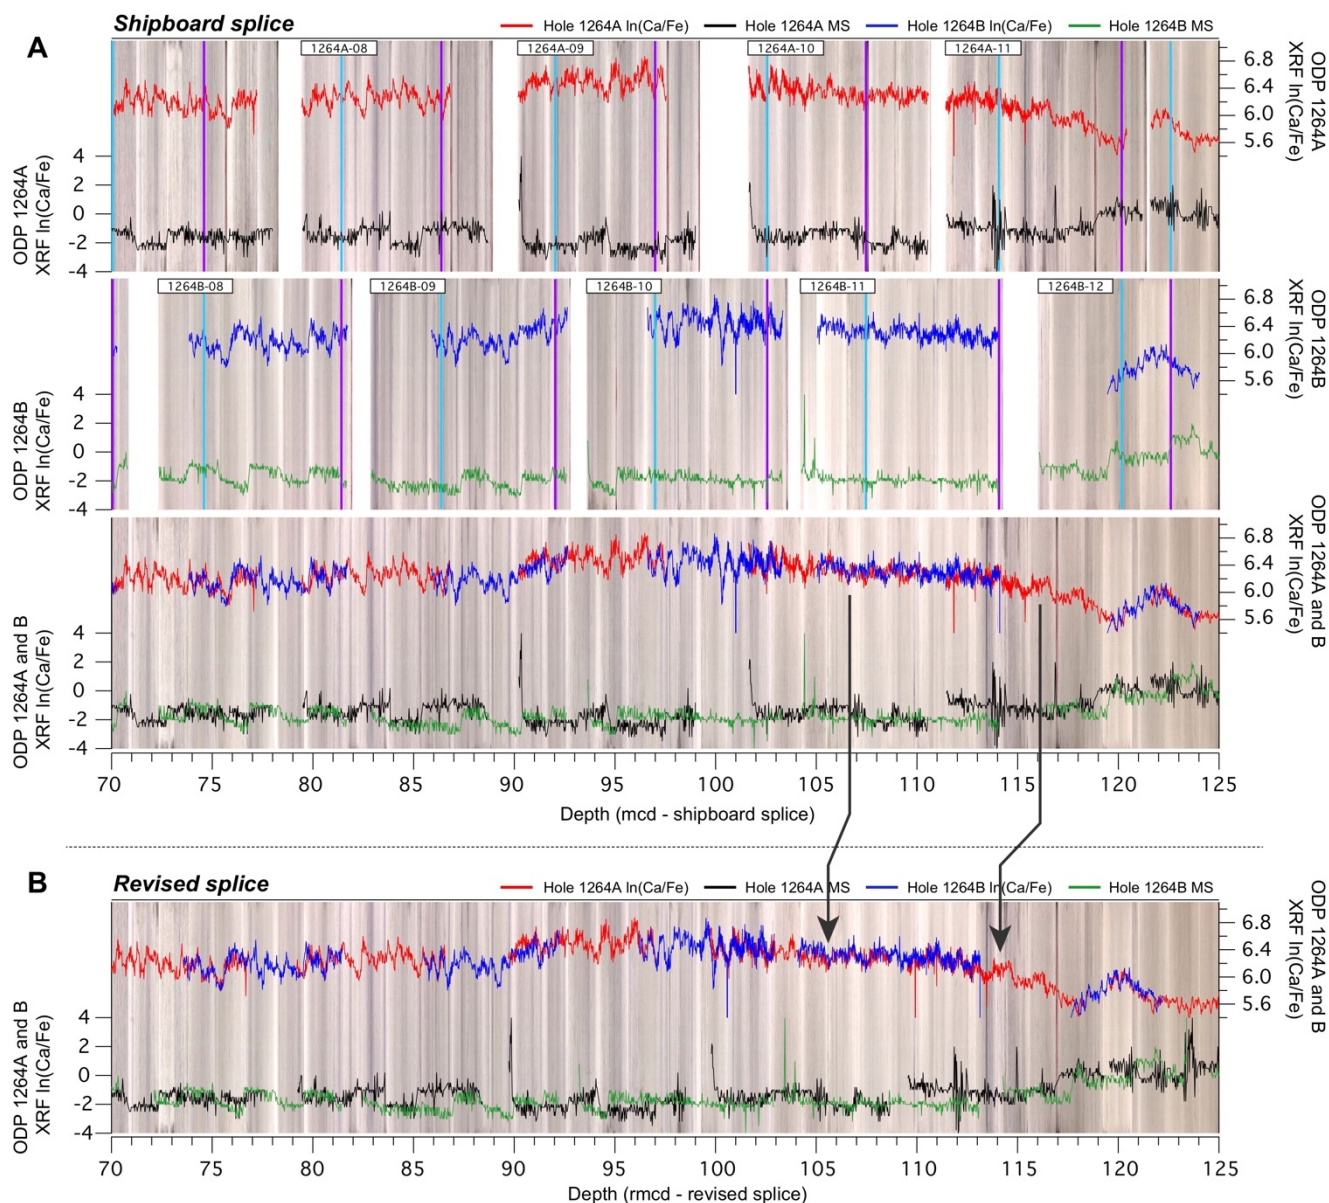 A
Shipboard splice
Hole 1264A ln(Ca/Fe)
Hole 1264A MS
Hole 1264B ln(Ca/Fe)
Hole 1264B MS
1264A-08
1264A-09
1264A-10
1264A-11
6.8
6.4
6.0
5.6
ODP 1264A
XRF ln(Ca/Fe)
4
2
0
-2
-4
ODP 1264A
XRF ln(Ca/Fe)
1264B-08
1264B-09
1264B-10
1264B-11
1264B-12
6.8
6.4
6.0
5.6
ODP 1264B
XRF ln(Ca/Fe)
4
2
0
-2
-4
ODP 1264B
XRF ln(Ca/Fe)
6.8
6.4
6.0
5.6
ODP 1264A and B
XRF ln(Ca/Fe)
4
2
0
-2
-4
ODP 1264A and B
XRF ln(Ca/Fe)
70 75 80 85 90 95 100 105 110 115 120 125
Depth (mcd - shipboard splice)
B
Revised splice
Hole 1264A ln(Ca/Fe)
Hole 1264A MS
Hole 1264B ln(Ca/Fe)
Hole 1264B MS
6.8
6.4
6.0
5.6
ODP 1264A and B
XRF ln(Ca/Fe)
4
2
0
-2
-4
ODP 1264A and B
XRF ln(Ca/Fe)
70 75 80 85 90 95 100 105 110 115 120 125
Depth (rmcd - revised splice)